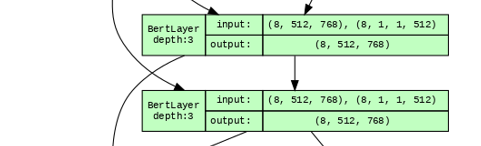 BertLayer
depth:3
input: (8, 512, 768), (8, 1, 1, 512)
output: (8, 512, 768)
BertLayer
depth:3
input: (8, 512, 768), (8, 1, 1, 512)
output: (8, 512, 768)